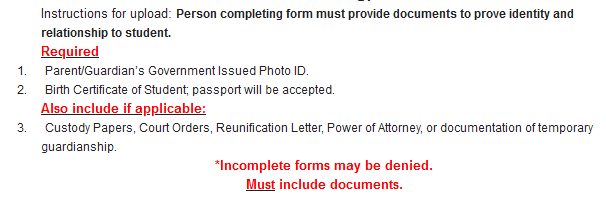 Instructions for upload: Person completing form must provide documents to prove identity and
relationship to student.
Required
1. Parent/Guardian's Government Issued Photo ID.
2. Birth Certificate of Student; passport will be accepted.
Also include if applicable:
3. Custody Papers, Court Orders, Reunification Letter, Power of Attorney, or documentation of temporary
guardianship.
*Incomplete forms may be denied.
Must include documents.